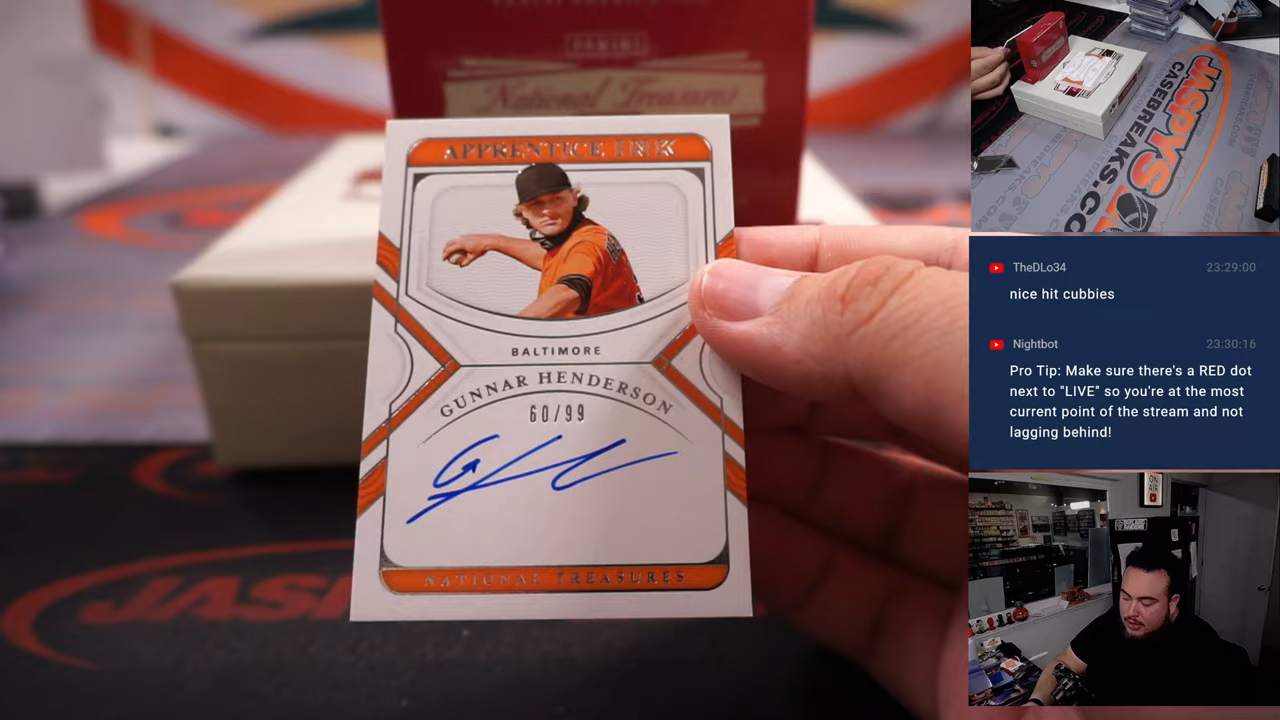 PANINI
National Treasures
APPRENTICE INK
BALTIMORE
GUNNAR HENDERSON
60/99
NATIONAL TREASURES
JASPYS
CASEBREAKS.COM
TheDLo34 23:29:00
nice hit cubbies
Nightbot 23:30:16
Pro Tip: Make sure there's a RED dot
next to "LIVE" so you're at the most
current point of the stream and not
lagging behind!
ON
AIR